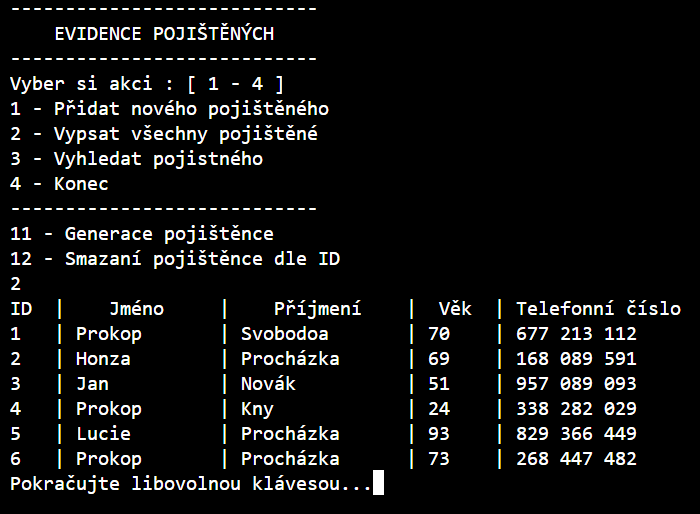 ----------------------------
EVIDENCE POJIŠTĚNÝCH
----------------------------
Vyber si akci : [ 1 - 4 ]
1 - Přidat nového pojištěného
2 - Vypsat všechny pojištěné
3 - Vyhledat pojistného
4 - Konec
----------------------------
11 - Generace pojištěnce
12 - Smazaní pojištěnce dle ID
2
ID | Jméno | Příjmení | Věk | Telefonní číslo
1 | Prokop | Svobodoa | 70 | 677 213 112
2 | Honza | Procházka | 69 | 168 089 591
3 | Jan | Novák | 51 | 957 089 093
4 | Prokop | Kny | 24 | 338 282 029
5 | Lucie | Procházka | 93 | 829 366 449
6 | Prokop | Procházka | 73 | 268 447 482
Pokračujte libovolnou klávesou...